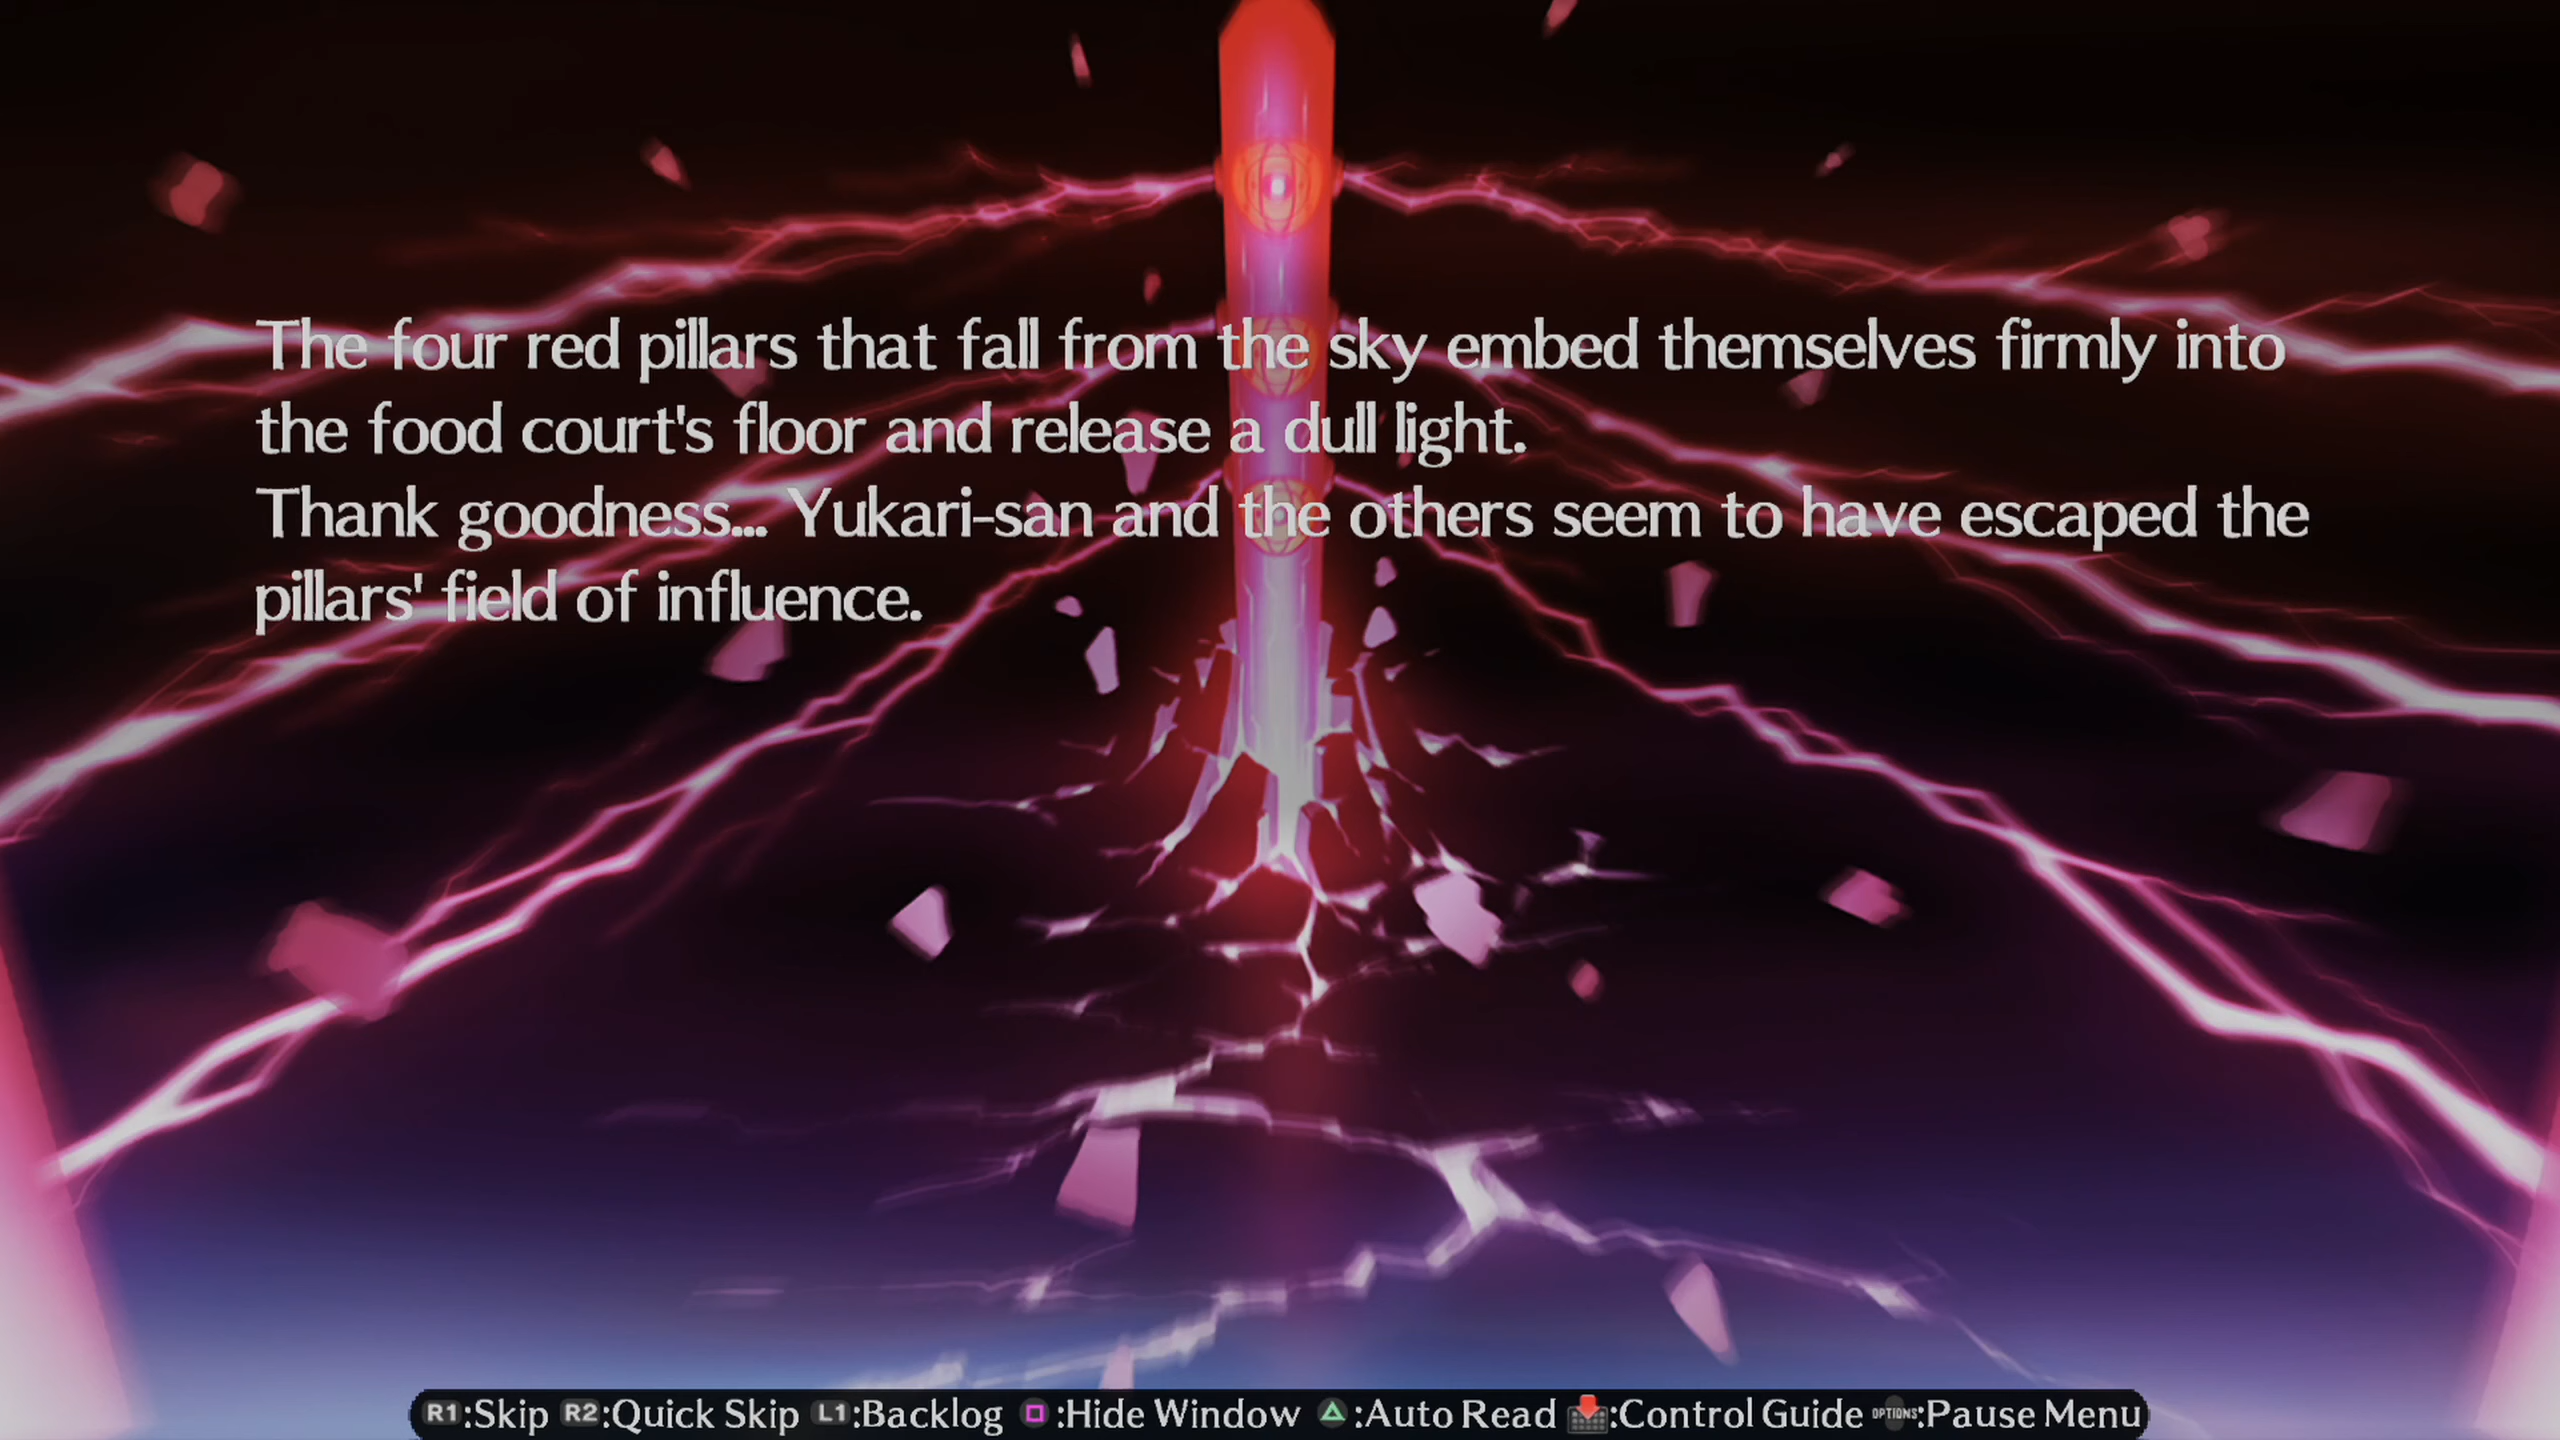 The four red pillars that fall from the sky embed themselves firmly into
the food court's floor and release a dull light.
Thank goodness... Yukari-san and the others seem to have escaped the
pillars' field of influence.
R1:Skip R2:Quick Skip L1:Backlog :Hide Window :Auto Read :Control Guide OPTIONS:Pause Menu